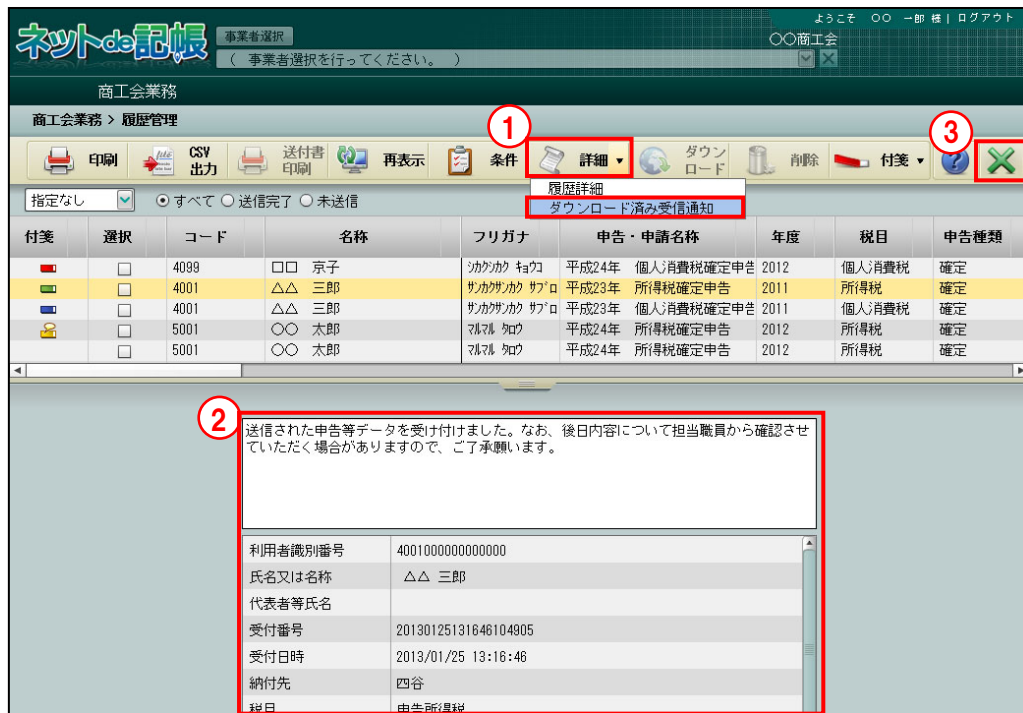 ようこそ 〇〇 一郎 様 | ログアウト
ネットde記帳
事業者選択
( 事業者選択を行ってください。 )
〇〇商工会
商工会業務
商工会業務 > 履歴管理
① ③
印刷 CSV出力 送付書印刷 再表示 条件 詳細 ▼ ダウンロード 削除 付箋 ▼ ?
履歴詳細
ダウンロード済み受信通知
指定なし すべて 送信完了 未送信
付箋 選択 コード 名称 フリガナ 申告・申請名称 年度 税目 申告種類
4099 □□ 京子 シカクシカク キョウコ 平成24年 個人消費税確定申告 2012 個人消費税 確定
4001 △△ 三郎 サンカクサンカク サブロ 平成23年 所得税確定申告 2011 所得税 確定
4001 △△ 三郎 サンカクサンカク サブロ 平成23年 個人消費税確定申告 2011 個人消費税 確定
5001 〇〇 太郎 マルマル タロウ 平成24年 所得税確定申告 2012 所得税 確定
5001 〇〇 太郎 マルマル タロウ 平成24年 所得税確定申告 2012 所得税 確定
②
送信された申告等データを受け付けました。なお、後日内容について担当職員から確認させ
ていただく場合がありますので、ご了承願います。
利用者識別番号 4001000000000000
氏名又は名称 △△ 三郎
代表者等氏名
受付番号 20130125131646104905
受付日時 2013/01/25 13:16:46
納付先 四谷
税目 申告所得税